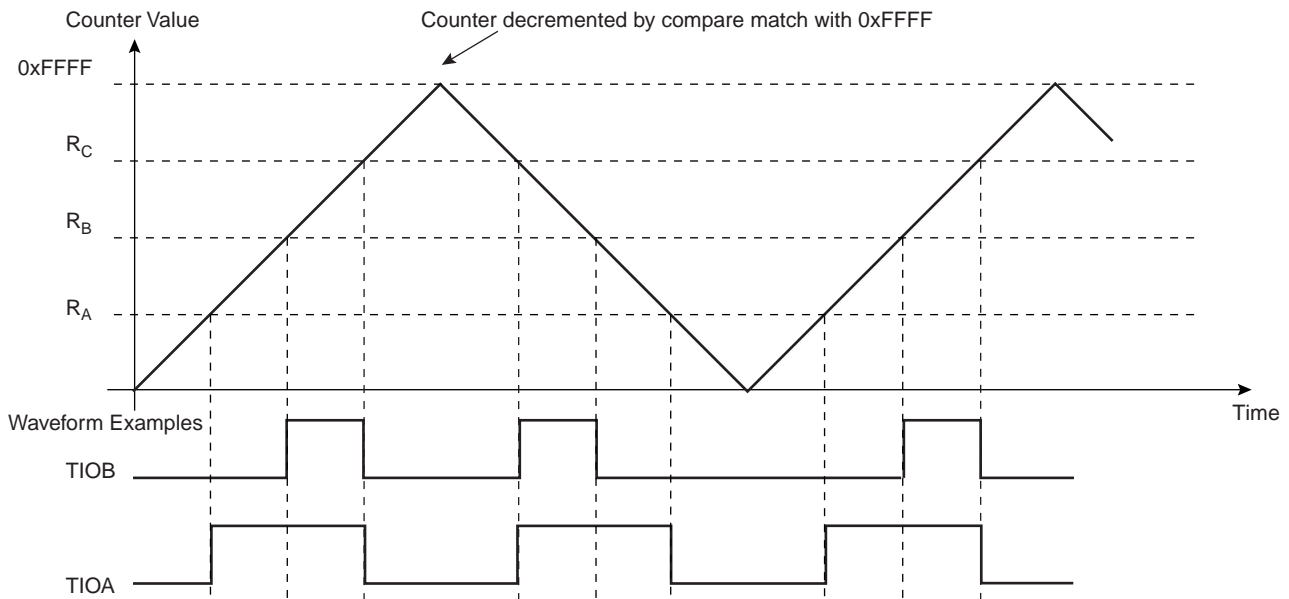 Counter Value
Counter decremented by compare match with 0xFFFF
0xFFFF
RC
RB
RA
Time
Waveform Examples
TIOB
TIOA